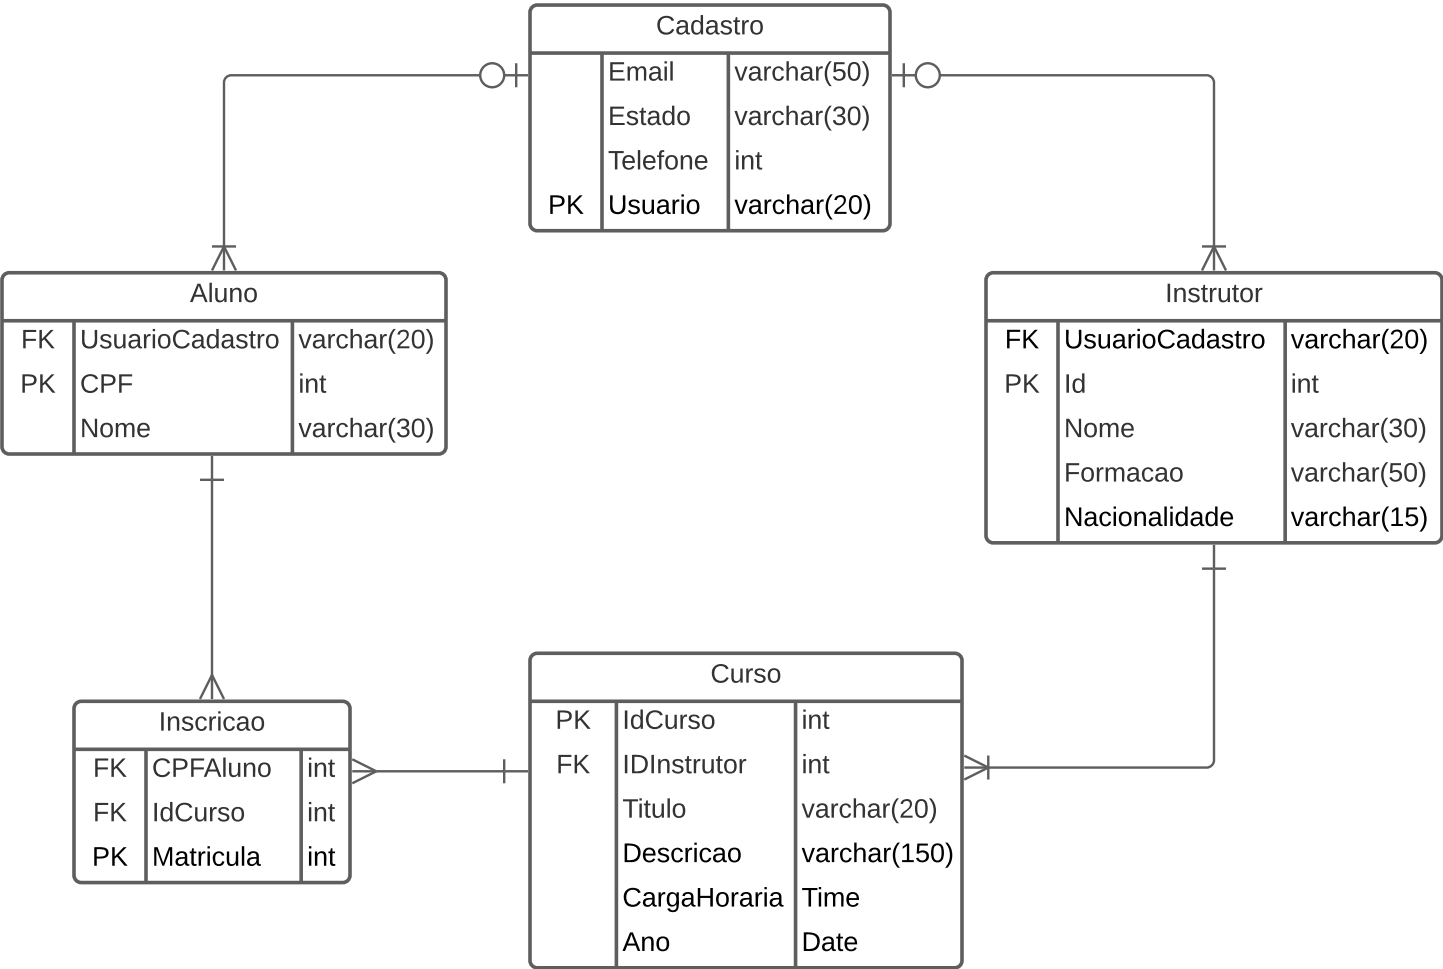 Cadastro
Email varchar(50)
Estado varchar(30)
Telefone int
PK Usuario varchar(20)
Aluno
FK UsuarioCadastro varchar(20)
PK CPF int
Nome varchar(30)
Instrutor
FK UsuarioCadastro varchar(20)
PK Id int
Nome varchar(30)
Formacao varchar(50)
Nacionalidade varchar(15)
Inscricao
FK CPFAluno int
FK IdCurso int
PK Matricula int
Curso
PK IdCurso int
FK IDInstrutor int
Titulo varchar(20)
Descricao varchar(150)
CargaHoraria Time
Ano Date